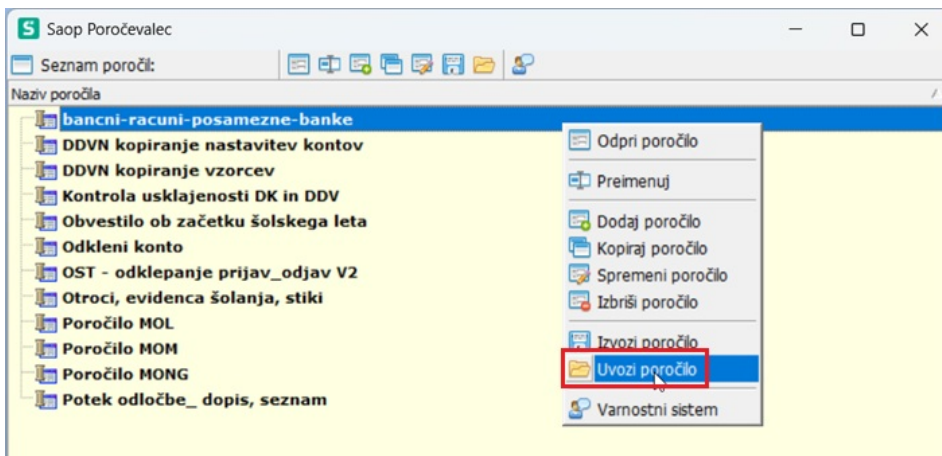 Saop Poročevalec
Seznam poročil:
Naziv poročila
bancni-racuni-posamezne-banke
DDVN kopiranje nastavitev kontov
DDVN kopiranje vzorcev
Kontrola usklajenosti DK in DDV
Obvestilo ob začetku šolskega leta
Odkleni konto
OST - odklepanje prijav_odjav V2
Otroci, evidenca šolanja, stiki
Poročilo MOL
Poročilo MOM
Poročilo MONG
Potek odločbe_ dopis, seznam
Odpri poročilo
Preimenuj
Dodaj poročilo
Kopiraj poročilo
Spremeni poročilo
Izbriši poročilo
Izvozi poročilo
Uvozi poročilo
Varnostni sistem